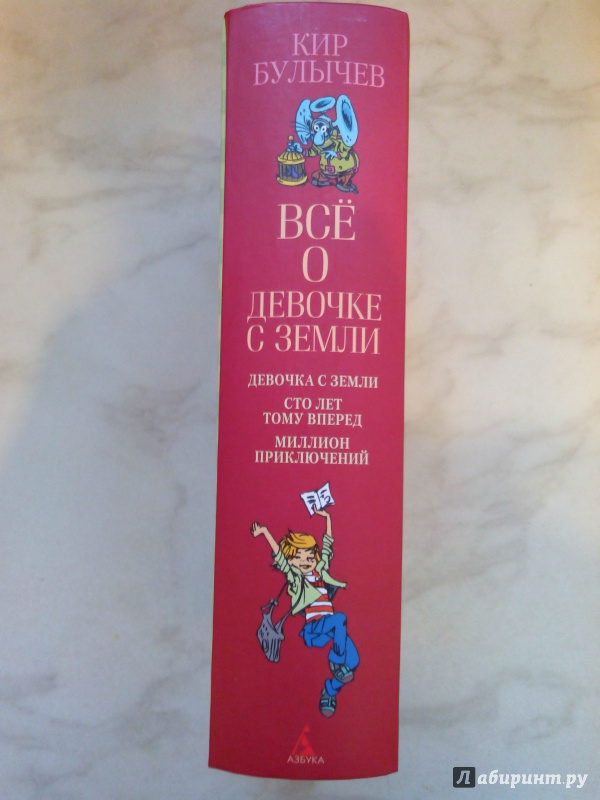 КИР
БУЛЫЧЕВ
ВСЁ
О
ДЕВОЧКЕ
С ЗЕМЛИ
ДЕВОЧКА С ЗЕМЛИ
СТО ЛЕТ
ТОМУ ВПЕРЕД
МИЛЛИОН
ПРИКЛЮЧЕНИЙ
АЗБУКА
Лабиринт.ру